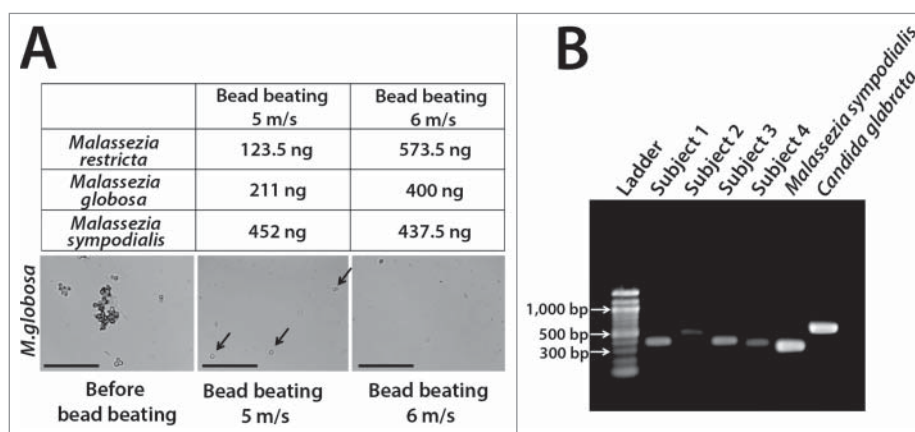 A
Bead beating
5 m/s
Bead beating
6 m/s
Malassezia
restricta
123.5 ng
573.5 ng
Malassezia
globosa
211 ng
400 ng
Malassezia
sympodialis
452 ng
437.5 ng
M.globosa
Before
bead beating
Bead beating
5 m/s
Bead beating
6 m/s
B
Ladder
Subject 1
Subject 2
Subject 3
Subject 4
Malassezia sympodialis
Candida glabrata
1,000 bp
500 bp
300 bp